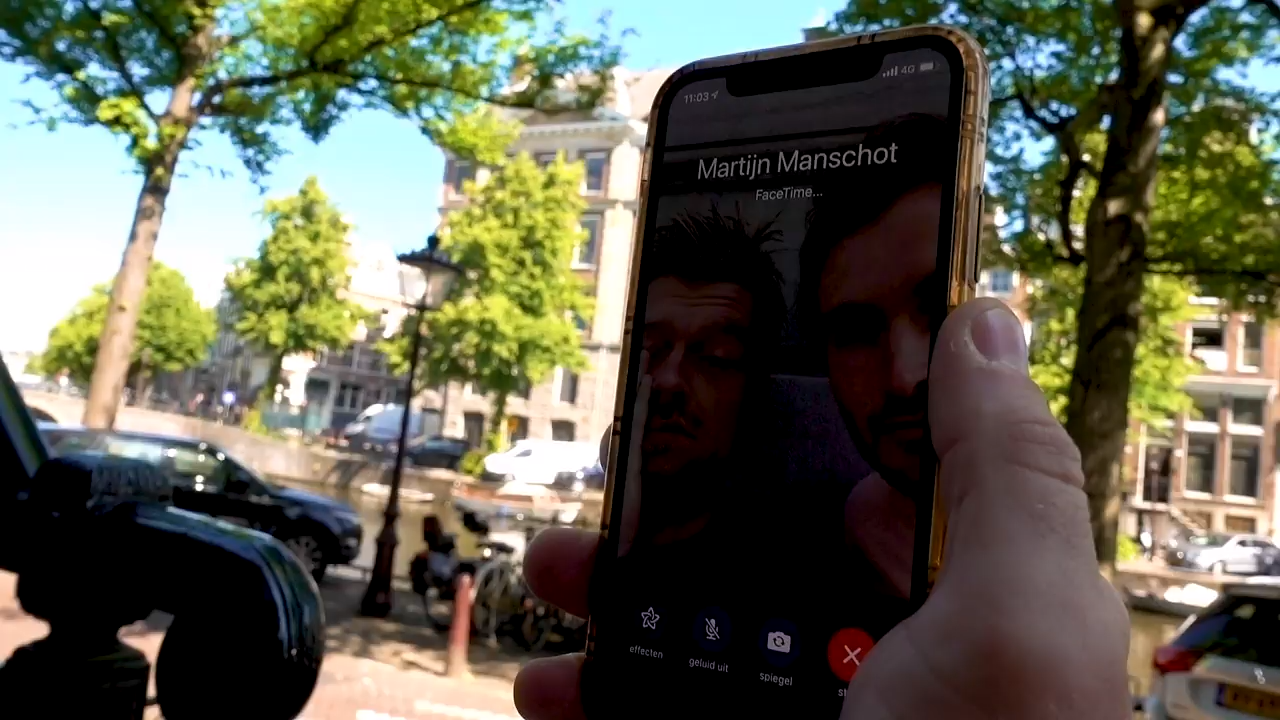 11:03
4G
Martijn Manschot
FaceTime...
effecten
geluid uit
spiegel